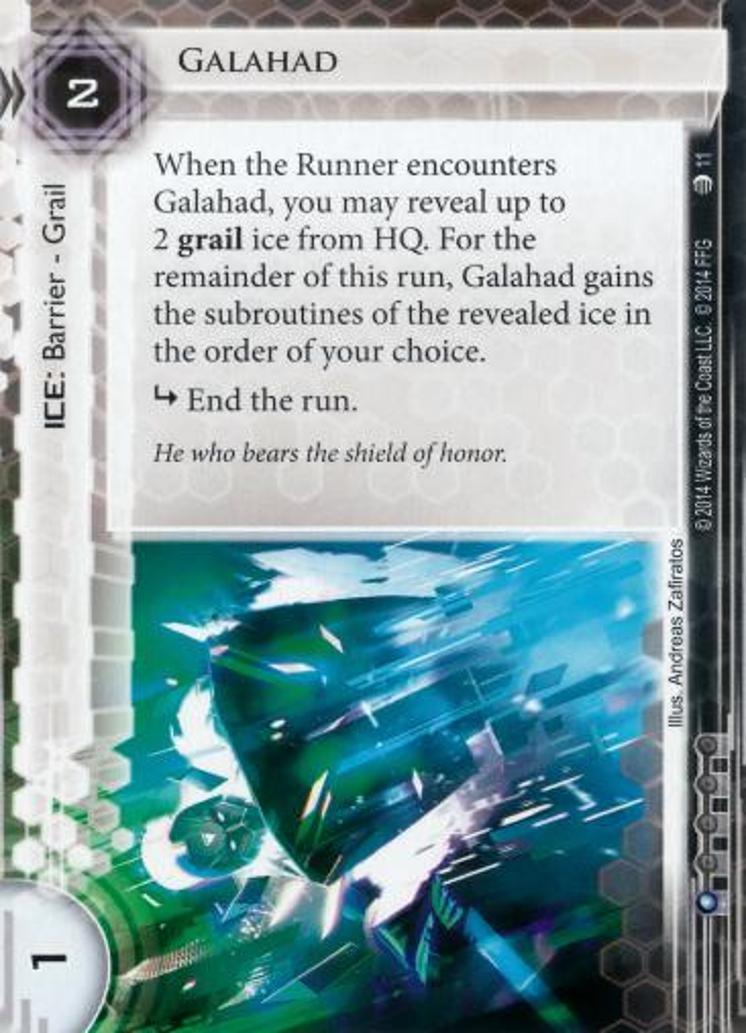 2
GALAHAD
ICE: Barrier - Grail
When the Runner encounters
Galahad, you may reveal up to
2 grail ice from HQ. For the
remainder of this run, Galahad gains
the subroutines of the revealed ice in
the order of your choice.
↳ End the run.
He who bears the shield of honor.
© 2014 Wizards of the Coast LLC. © 2014 FFG 11
Illus. Andreas Zafiratos
1